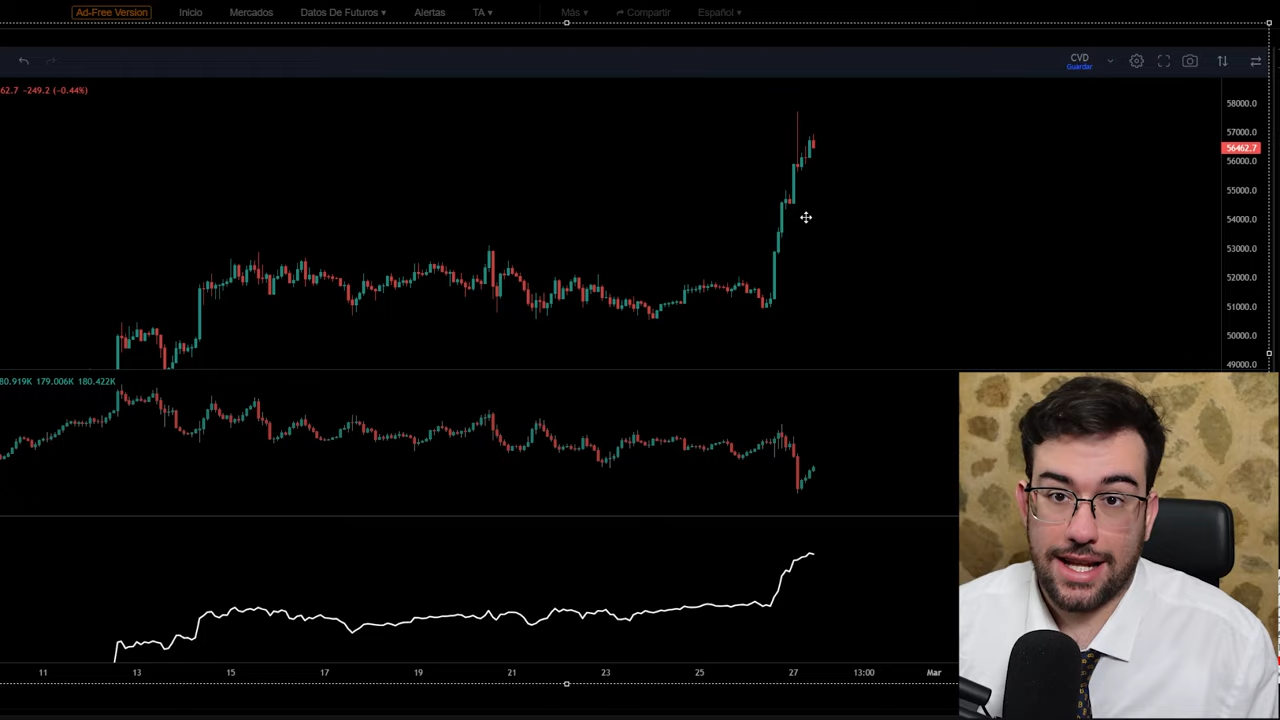 Ad-Free Version Inicio Mercados Datos De Futuros ▾ Alertas TA ▾ Más ▾ Compartir Español ▾
CVD
Guardar
62.7 −249.2 (−0.44%)
58000.0
57000.0
56462.7
56000.0
55000.0
54000.0
53000.0
52000.0
51000.0
50000.0
49000.0
80.919K 179.006K 180.422K
11 13 15 17 19 21 23 25 27 13:00 Mar